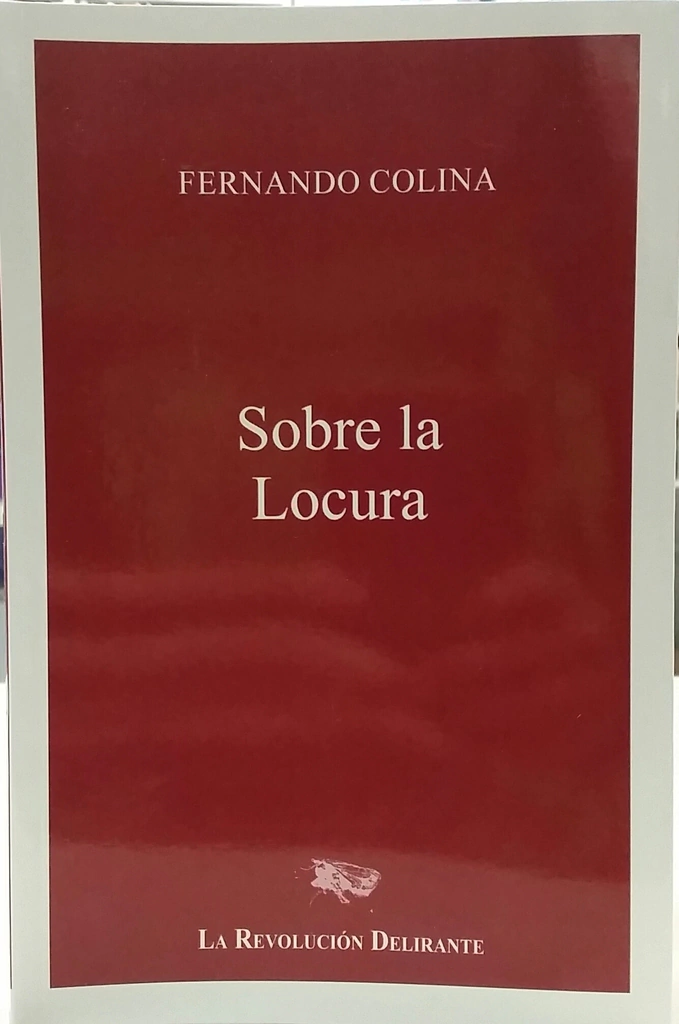 FERNANDO COLINA
Sobre la
Locura
LA REVOLUCIÓN DELIRANTE